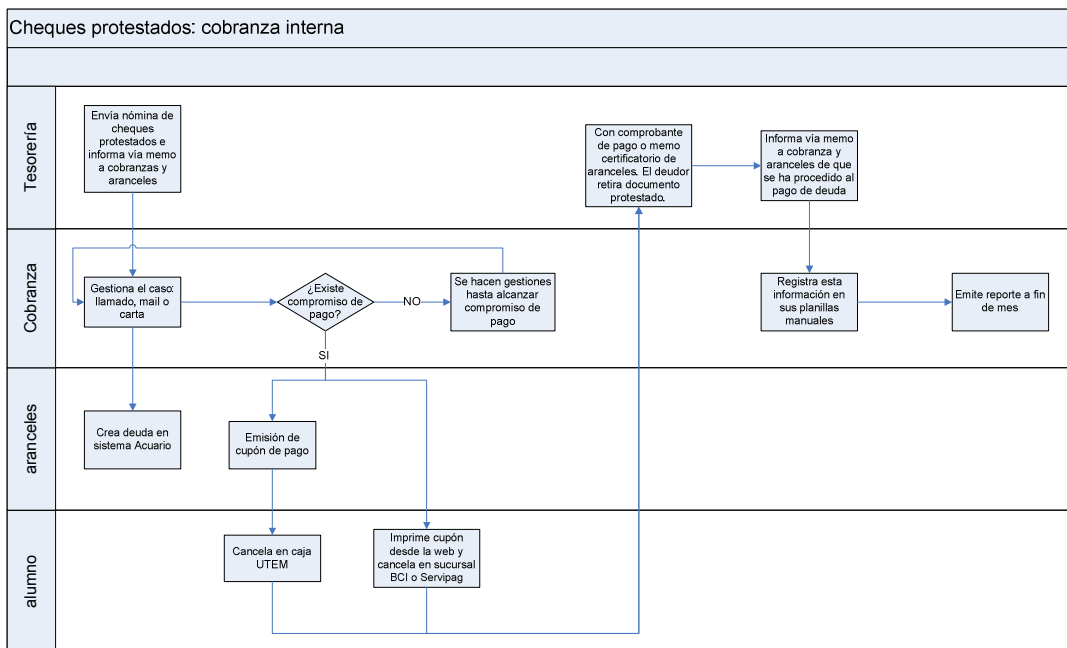 Cheques protestados: cobranza interna
Tesorería
Envía nómina de
cheques
protestados e
informa vía memo
a cobranzas y
aranceles
Con comprobante
de pago o memo
certificatorio de
aranceles. El deudor
retira documento
protestado.
Informa vía memo
a cobranza y
aranceles de que
se ha procedido al
pago de deuda
Cobranza
Gestiona el caso:
llamado, mail o
carta
¿Existe
compromiso de
pago?
NO
Se hacen gestiones
hasta alcanzar
compromiso de
pago
Registra esta
información en
sus planillas
manuales
Emite reporte a fin
de mes
SI
aranceles
Crea deuda en
sistema Acuario
Emisión de
cupón de pago
alumno
Cancela en caja
UTEM
Imprime cupón
desde la web y
cancela en sucursal
BCI o Servipag